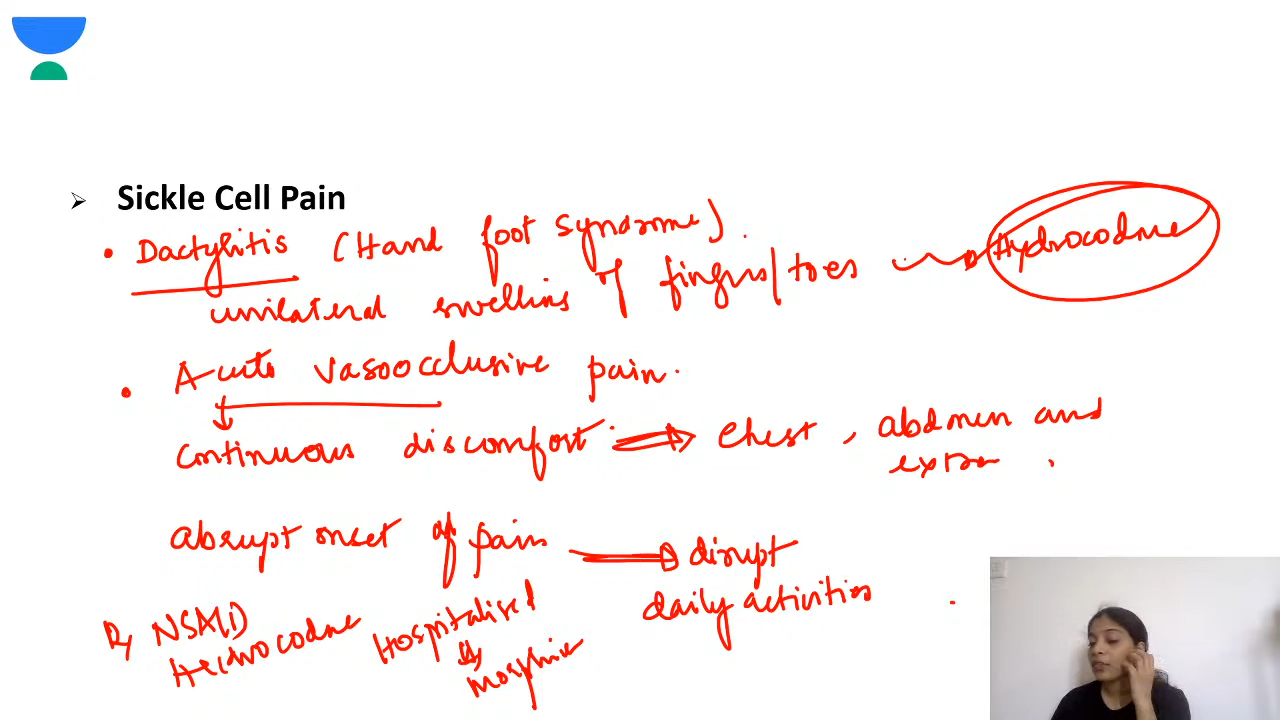 ➢ Sickle Cell Pain
• Dactylitis (Hand foot syndrome).
unilateral swelling of fingers/toes → Hydrocodone
• Acute vasoocclusive pain.
continuous discomfort. ⇒ Chest, abdomen and
extre
abrupt onset of pain ⇒ disrupt
daily activities
Rx NSAID
Hydrocodone
Hospitalised
↓
morphine